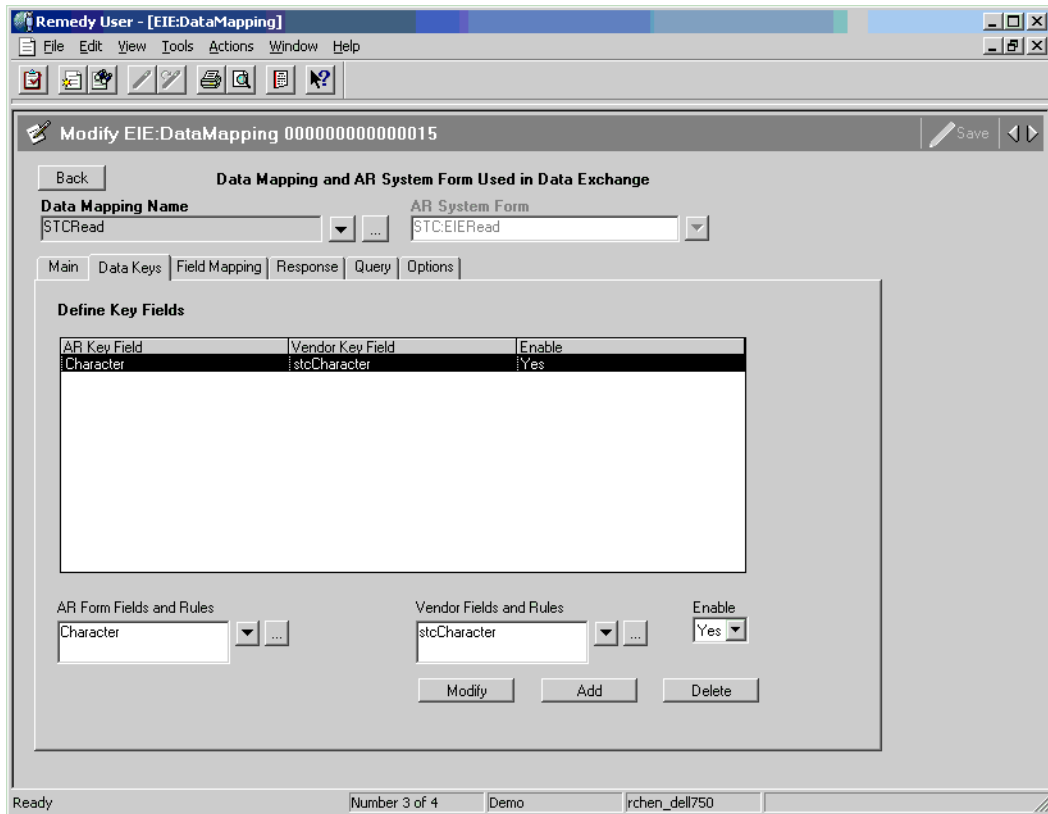 Remedy User - [EIE:DataMapping]
File Edit View Tools Actions Window Help
Modify EIE:DataMapping 000000000000015
Save
Back
Data Mapping and AR System Form Used in Data Exchange
Data Mapping Name AR System Form
STCRead ... STC:EIERead
Main Data Keys Field Mapping Response Query Options
Define Key Fields
AR Key Field Vendor Key Field Enable
Character stcCharacter Yes
AR Form Fields and Rules Vendor Fields and Rules Enable
Character ... stcCharacter ... Yes
Modify Add Delete
Ready Number 3 of 4 Demo rchen_dell750